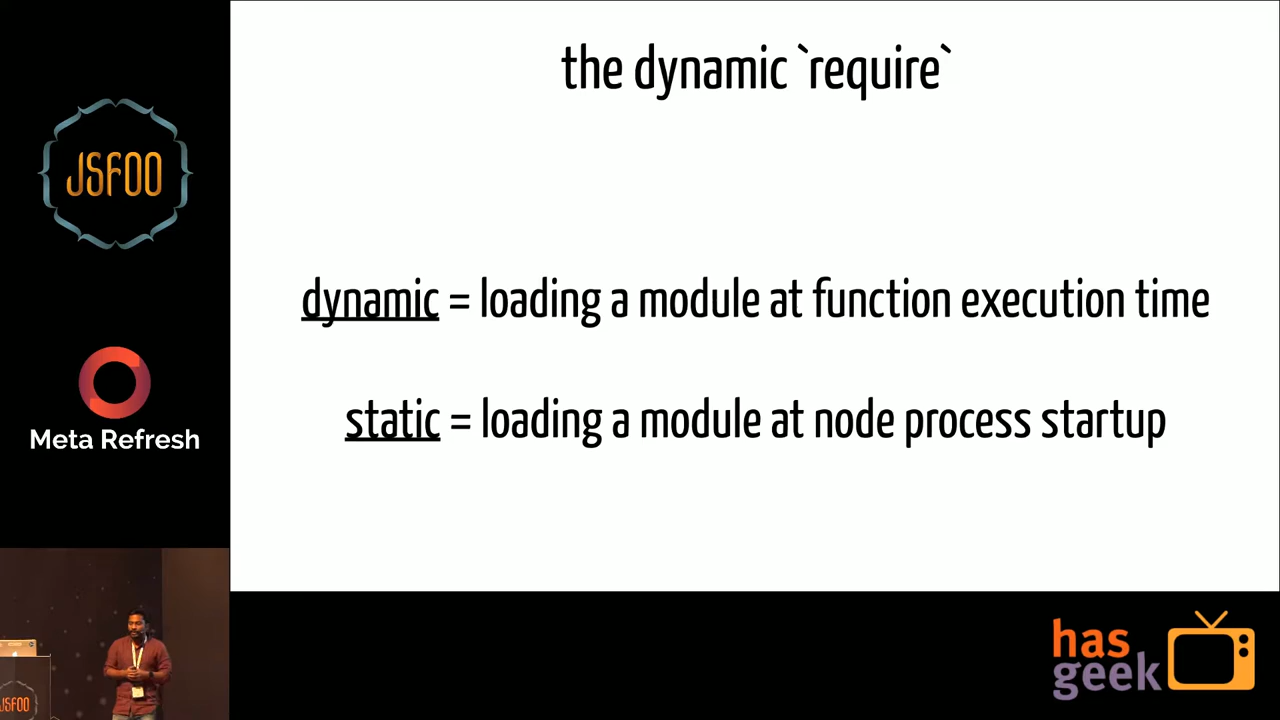 the dynamic `require`
JSFOO
dynamic = loading a module at function execution time
Meta Refresh
static = loading a module at node process startup
JSFOO
has
geek